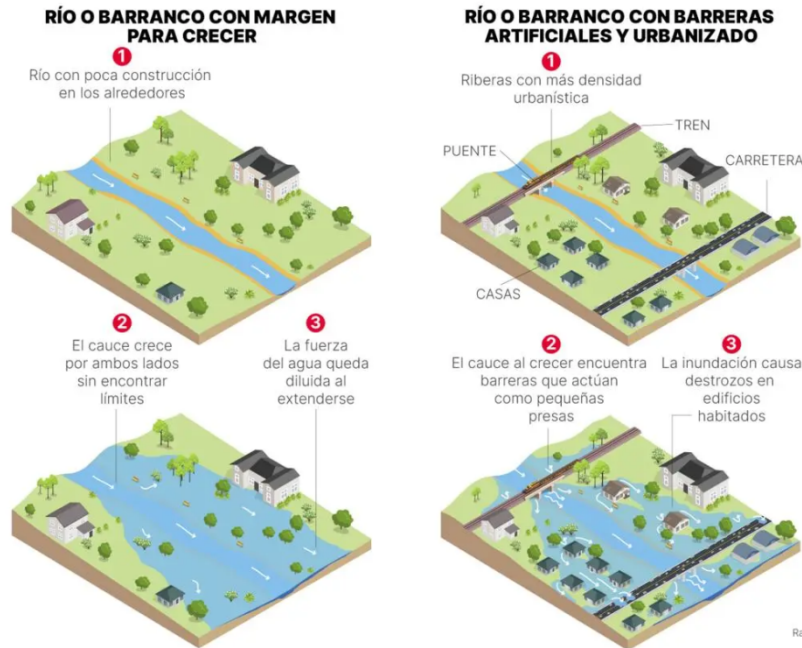 RÍO O BARRANCO CON MARGEN
PARA CRECER
1
Río con poca construcción
en los alrededores
2
El cauce crece
por ambos lados
sin encontrar
límites
3
La fuerza
del agua queda
diluida al
extenderse
RÍO O BARRANCO CON BARRERAS
ARTIFICIALES Y URBANIZADO
1
Riberas con más densidad
urbanística
TREN
PUENTE
CARRETERA
CASAS
2
El cauce al crecer encuentra
barreras que actúan
como pequeñas
presas
3
La inundación causa
destrozos en
edificios
habitados